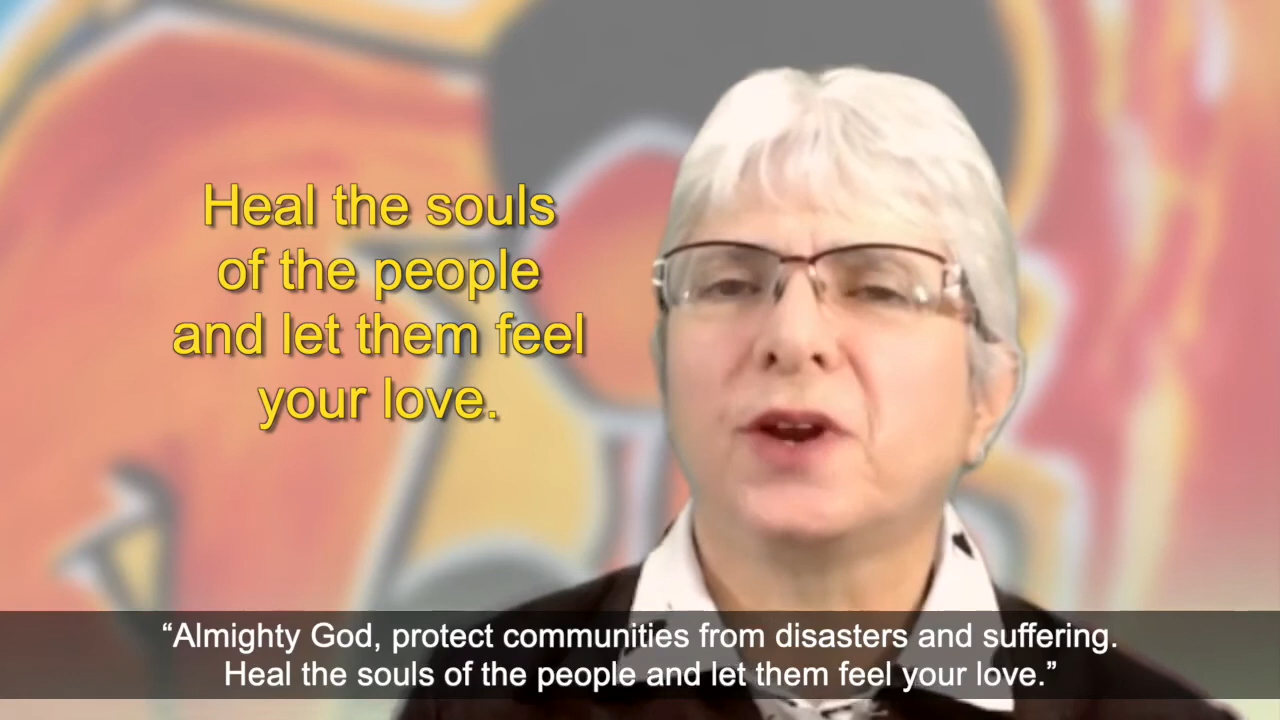 Heal the souls
of the people
and let them feel
your love.
“Almighty God, protect communities from disasters and suffering.
Heal the souls of the people and let them feel your love.”